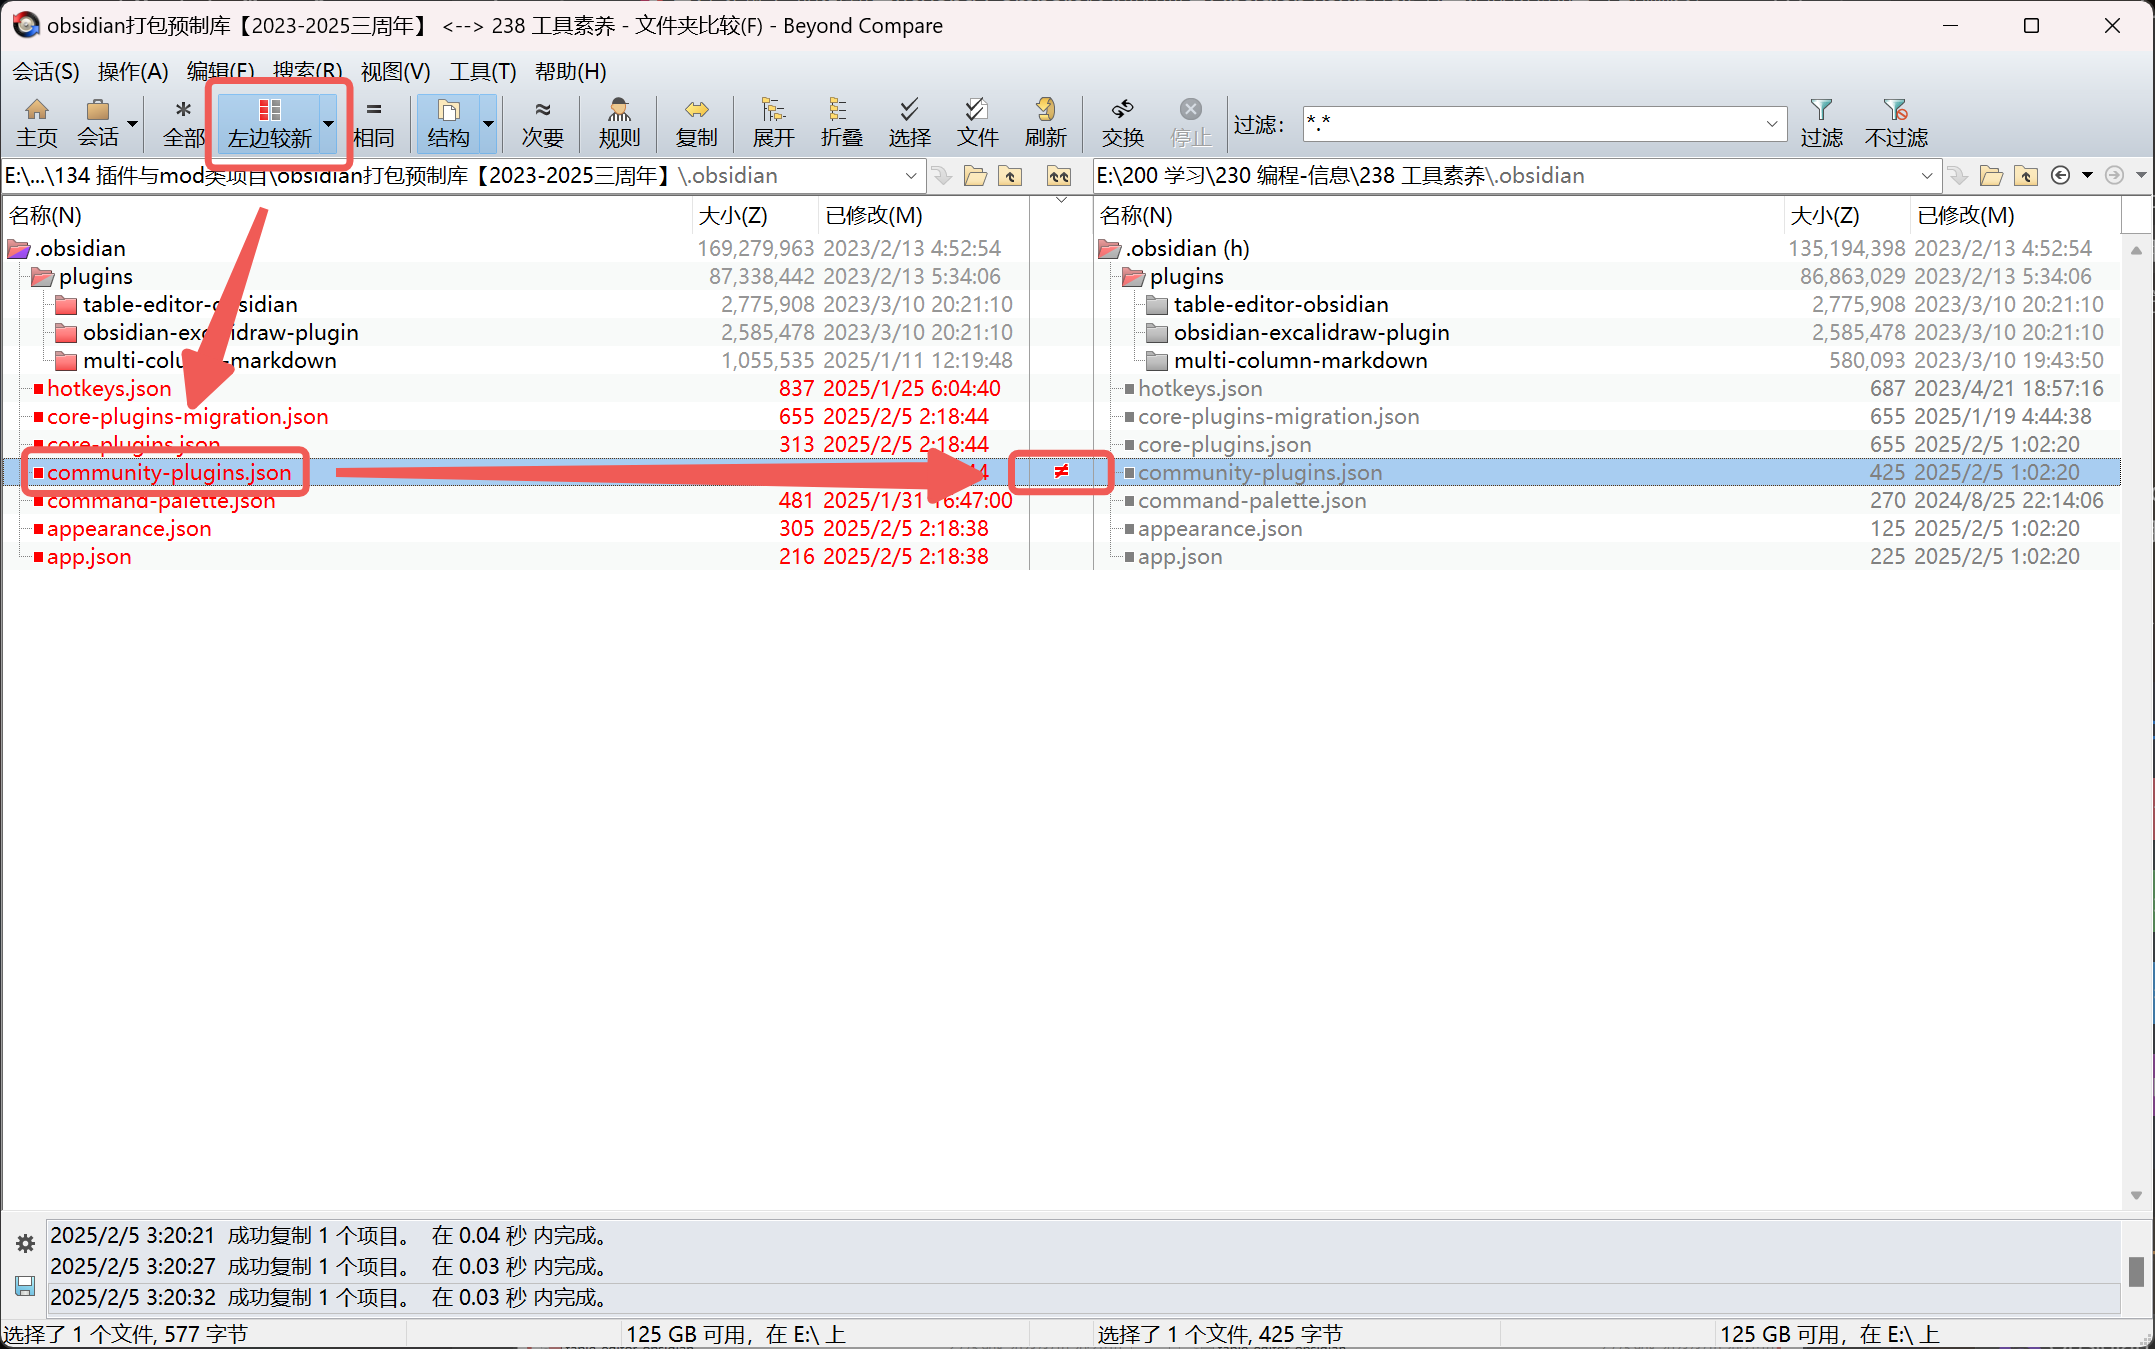 obsidian打包预制库【2023-2025三周年】 <--> 238 工具素养 - 文件夹比较(F) - Beyond Compare
会话(S) 操作(A) 编辑(E) 搜索(R) 视图(V) 工具(T) 帮助(H)
主页 会话 全部 左边较新 相同 结构 次要 规则 复制 展开 折叠 选择 文件 刷新 交换 停止 过滤： *.* 过滤 不过滤
E:\...\134 插件与mod类项目\obsidian打包预制库【2023-2025三周年】\.obsidian E:\200 学习\230 编程-信息\238 工具素养\.obsidian
名称(N) 大小(Z) 已修改(M) 名称(N) 大小(Z) 已修改(M)
.obsidian 169,279,963 2023/2/13 4:52:54 .obsidian (h) 135,194,398 2023/2/13 4:52:54
plugins 87,338,442 2023/2/13 5:34:06 plugins 86,863,029 2023/2/13 5:34:06
table-editor-obsidian 2,775,908 2023/3/10 20:21:10 table-editor-obsidian 2,775,908 2023/3/10 20:21:10
obsidian-excalidraw-plugin 2,585,478 2023/3/10 20:21:10 obsidian-excalidraw-plugin 2,585,478 2023/3/10 20:21:10
multi-column-markdown 1,055,535 2025/1/11 12:19:48 multi-column-markdown 580,093 2023/3/10 19:43:50
hotkeys.json 837 2025/1/25 6:04:40 hotkeys.json 687 2023/4/21 18:57:16
core-plugins-migration.json 655 2025/2/5 2:18:44 core-plugins-migration.json 655 2025/1/19 4:44:38
core-plugins.json 313 2025/2/5 2:18:44 core-plugins.json 655 2025/2/5 1:02:20
community-plugins.json ≠ community-plugins.json 425 2025/2/5 1:02:20
command-palette.json 481 2025/1/31 16:47:00 command-palette.json 270 2024/8/25 22:14:06
appearance.json 305 2025/2/5 2:18:38 appearance.json 125 2025/2/5 1:02:20
app.json 216 2025/2/5 2:18:38 app.json 225 2025/2/5 1:02:20
2025/2/5 3:20:21 成功复制 1 个项目。 在 0.04 秒 内完成。
2025/2/5 3:20:27 成功复制 1 个项目。 在 0.03 秒 内完成。
2025/2/5 3:20:32 成功复制 1 个项目。 在 0.03 秒 内完成。
选择了 1 个文件, 577 字节 125 GB 可用，在 E:\ 上 选择了 1 个文件, 425 字节 125 GB 可用，在 E:\ 上